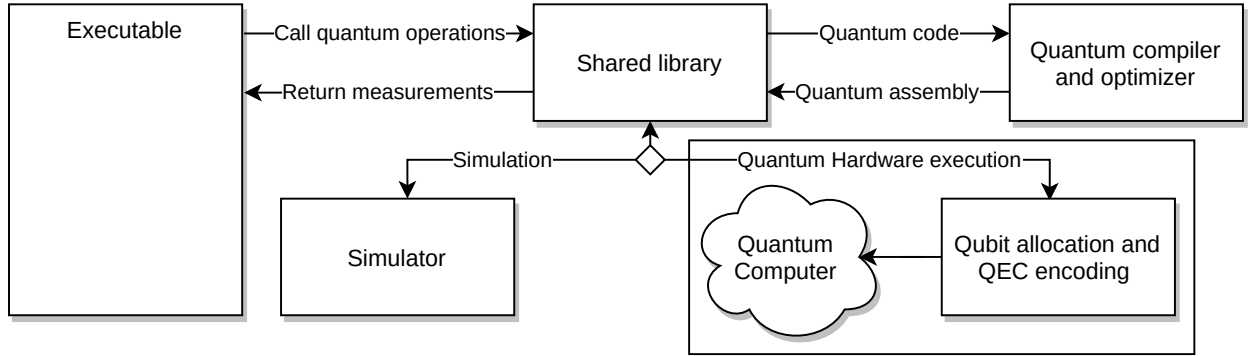 Executable
Call quantum operations
Return measurements
Shared library
Quantum code
Quantum assembly
Quantum compiler
and optimizer
Simulation
Quantum Hardware execution
Simulator
Quantum
Computer
Qubit allocation and
QEC encoding